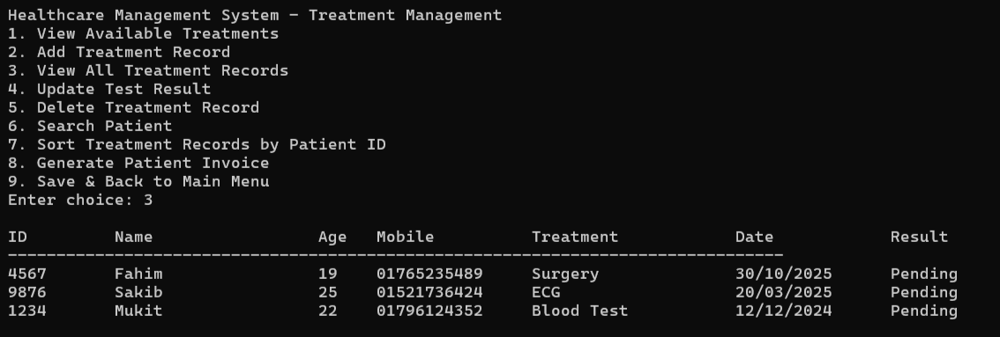 Healthcare Management System - Treatment Management
1. View Available Treatments
2. Add Treatment Record
3. View All Treatment Records
4. Update Test Result
5. Delete Treatment Record
6. Search Patient
7. Sort Treatment Records by Patient ID
8. Generate Patient Invoice
9. Save & Back to Main Menu
Enter choice: 3
ID Name Age Mobile Treatment Date Result
--------------------------------------------------------------------------------
4567 Fahim 19 01765235489 Surgery 30/10/2025 Pending
9876 Sakib 25 01521736424 ECG 20/03/2025 Pending
1234 Mukit 22 01796124352 Blood Test 12/12/2024 Pending